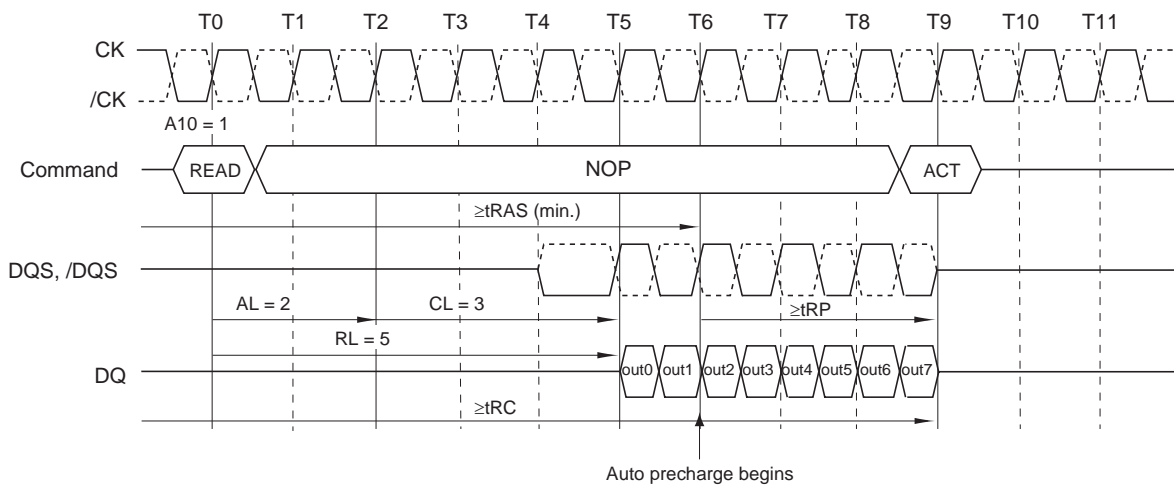 T0 T1 T2 T3 T4 T5 T6 T7 T8 T9 T10 T11
CK
/CK
A10 = 1
Command READ NOP ACT
≥tRAS (min.)
DQS, /DQS
AL = 2 CL = 3 ≥tRP
RL = 5
DQ out0 out1 out2 out3 out4 out5 out6 out7
≥tRC
Auto precharge begins